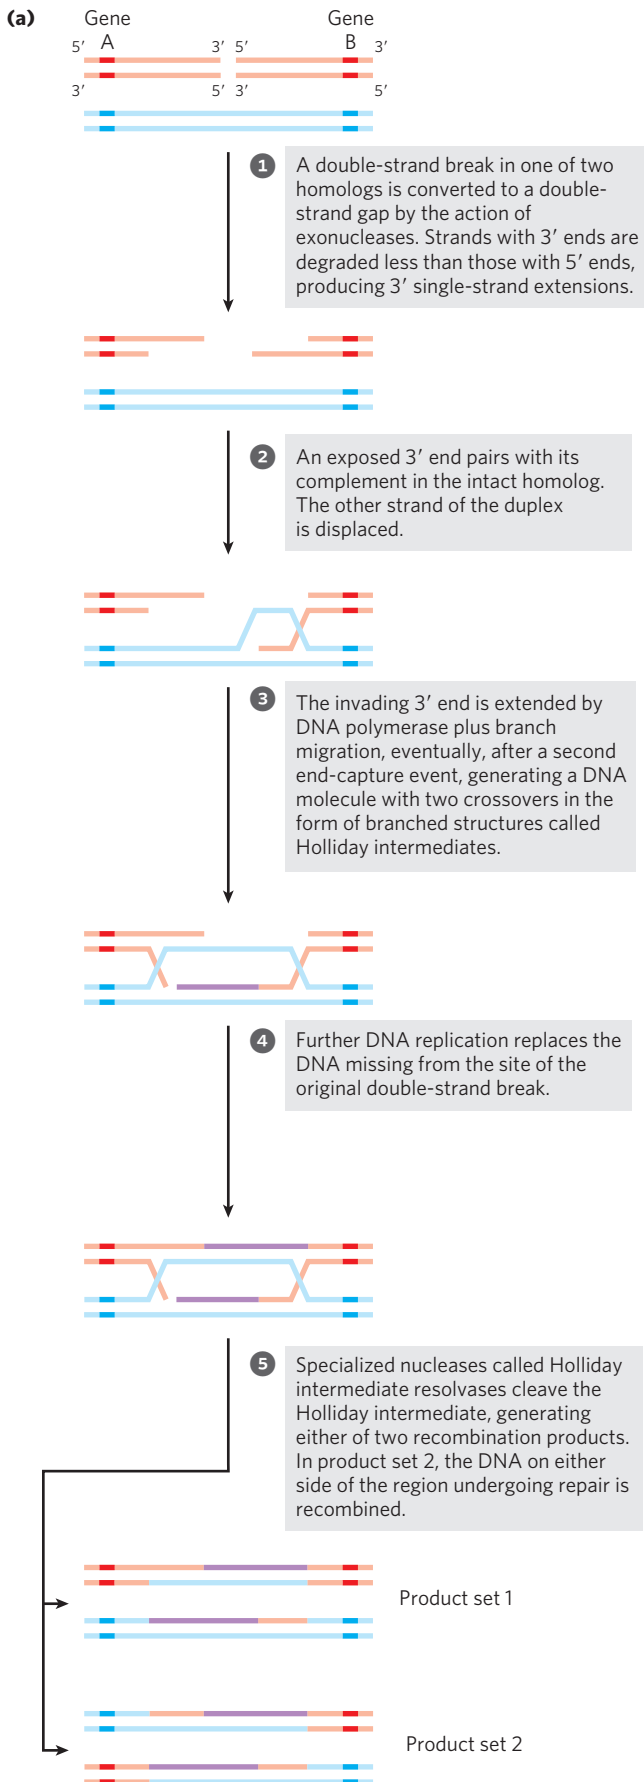 (a)
Gene Gene
5′ A 3′ 5′ B 3′
3′ 5′ 3′ 5′
1 A double-strand break in one of two
homologs is converted to a double-
strand gap by the action of
exonucleases. Strands with 3′ ends are
degraded less than those with 5′ ends,
producing 3′ single-strand extensions.
2 An exposed 3′ end pairs with its
complement in the intact homolog.
The other strand of the duplex
is displaced.
3 The invading 3′ end is extended by
DNA polymerase plus branch
migration, eventually, after a second
end-capture event, generating a DNA
molecule with two crossovers in the
form of branched structures called
Holliday intermediates.
4 Further DNA replication replaces the
DNA missing from the site of the
original double-strand break.
5 Specialized nucleases called Holliday
intermediate resolvases cleave the
Holliday intermediate, generating
either of two recombination products.
In product set 2, the DNA on either
side of the region undergoing repair is
recombined.
Product set 1
Product set 2